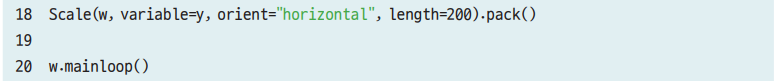 18 Scale(w, variable=y, orient="horizontal", length=200).pack()
19
20 w.mainloop()